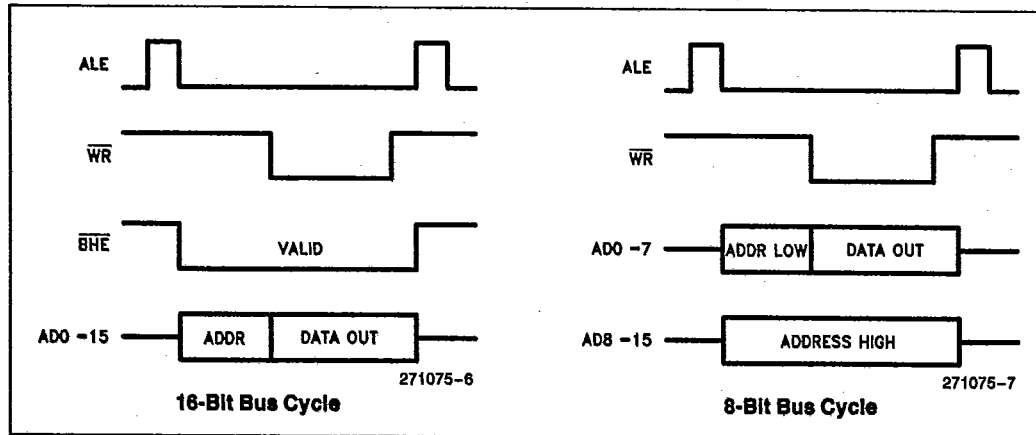 ALE
WR
BHE
VALID
AD0 -15
ADDR
DATA OUT
271075-6
16-Bit Bus Cycle
ALE
WR
AD0 -7
ADDR LOW
DATA OUT
AD8 -15
ADDRESS HIGH
271075-7
8-Bit Bus Cycle